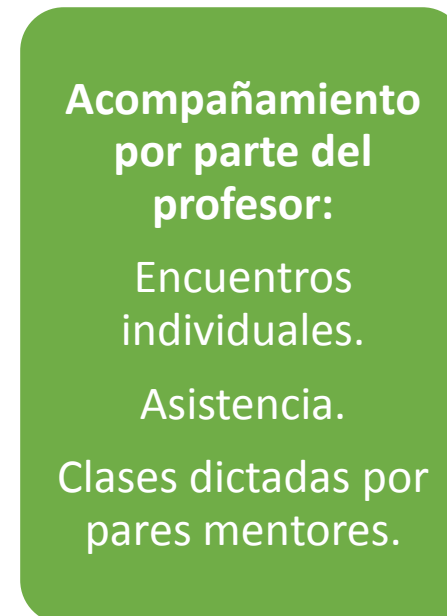 Acompañamiento
por parte del
profesor:
Encuentros
individuales.
Asistencia.
Clases dictadas por
pares mentores.